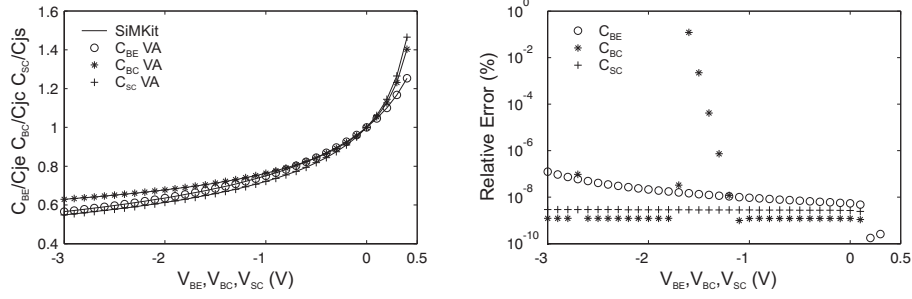 C_BE/Cje C_BC/Cjc C_SC/Cjs
1.6
1.4
1.2
1
0.8
0.6
0.4
-3
-2
-1
0
0.5
V_BE,V_BC,V_SC (V)
SiMKit
C_BE VA
C_BC VA
C_SC VA
Relative Error (%)
10^0
10^-2
10^-4
10^-6
10^-8
10^-10
-3
-2
-1
0
0.5
V_BE,V_BC,V_SC (V)
C_BE
C_BC
C_SC